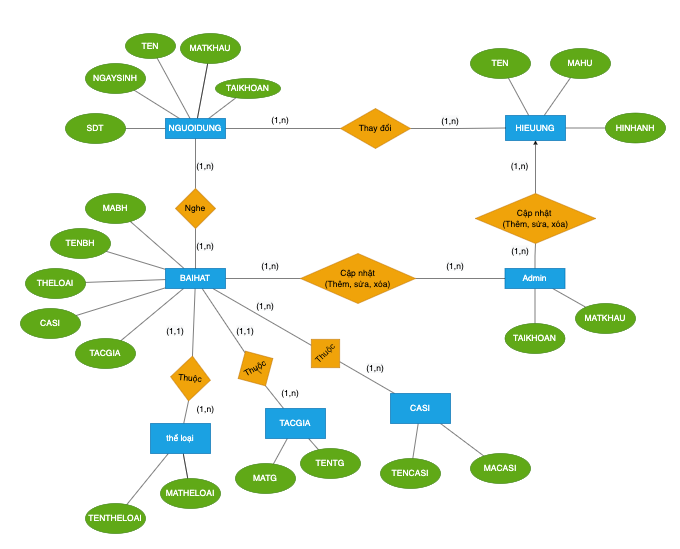 TEN
MATKHAU
NGAYSINH
TAIKHOAN
SDT
NGUOIDUNG
(1,n)
Thay đổi
(1,n)
HIEUUNG
TEN
MAHU
HINHANH
(1,n)
Nghe
(1,n)
(1,n)
Cập nhật
(Thêm, sửa, xóa)
(1,n)
MABH
TENBH
THELOAI
CASI
TACGIA
BAIHAT
(1,n)
Cập nhật
(Thêm, sửa, xóa)
(1,n)
Admin
MATKHAU
TAIKHOAN
(1,1)
Thuộc
(1,n)
(1,1)
Thuộc
(1,n)
(1,n)
Thuộc
(1,n)
thể loại
TENTHELOAI
MATHELOAI
TACGIA
MATG
TENTG
CASI
TENCASI
MACASI